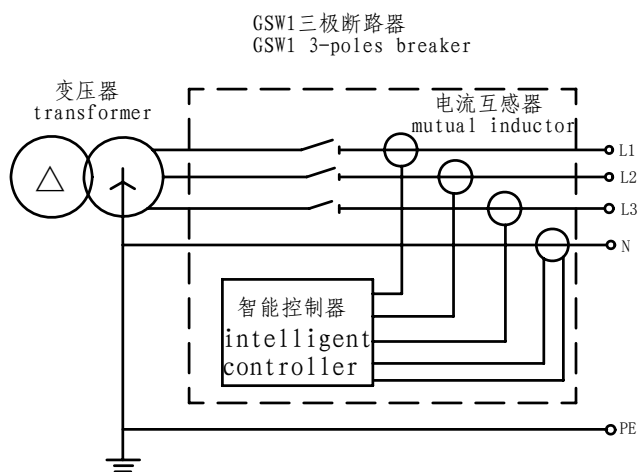 GSW1三极断路器
GSW1 3-poles breaker
变压器
transformer
电流互感器
mutual inductor
L1
L2
L3
N
智能控制器
intelligent
controller
PE